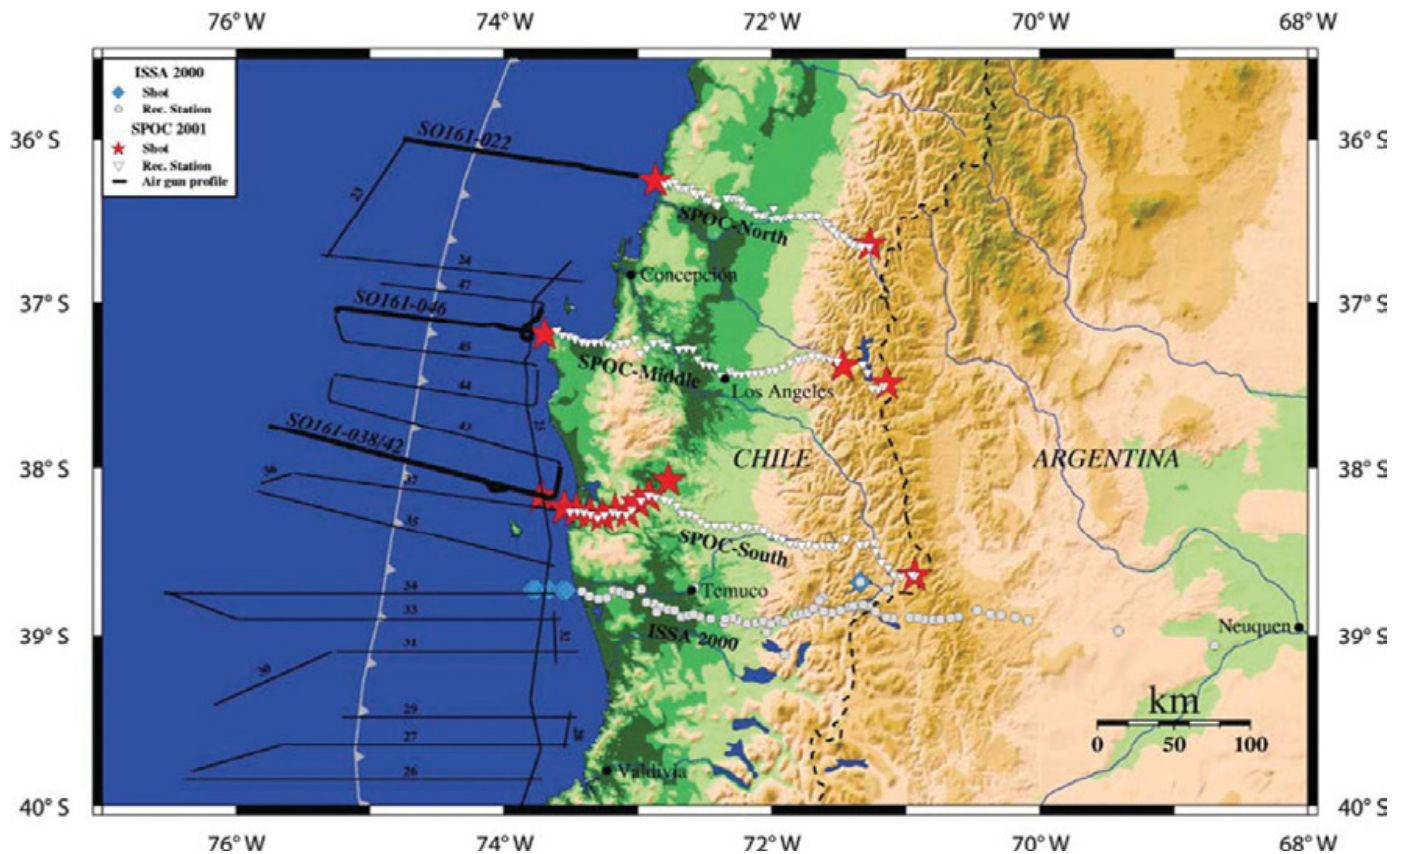 76°W 74°W 72°W 70°W 68°W
ISSA 2000
Shot
Rec. Station
SPOC 2001
Shot
Rec. Station
Air gun profile
36° S
36° S
SO161-022
23
SPOC-North
24
Concepción
47
37° S
37° S
SO161-046
45
SPOC-Middle
44
Los Angeles
43
SO161-038/42
38° S
CHILE
ARGENTINA
38° S
36
37
35
SPOC-South
34
Temuco
33
ISSA 2000
39° S
Neuquen
39° S
31
30
29
28
27
26
Valdivia
km
0 50 100
40° S
40° S
76°W 74°W 72°W 70°W 68°W